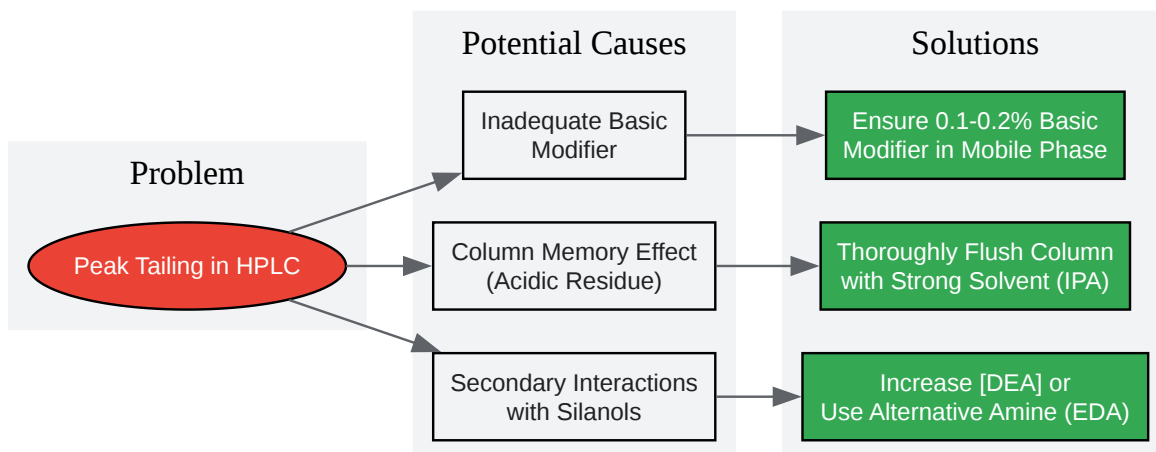 Problem
Peak Tailing in HPLC
Potential Causes
Inadequate Basic
Modifier
Column Memory Effect
(Acidic Residue)
Secondary Interactions
with Silanols
Solutions
Ensure 0.1-0.2% Basic
Modifier in Mobile Phase
Thoroughly Flush Column
with Strong Solvent (IPA)
Increase [DEA] or
Use Alternative Amine (EDA)